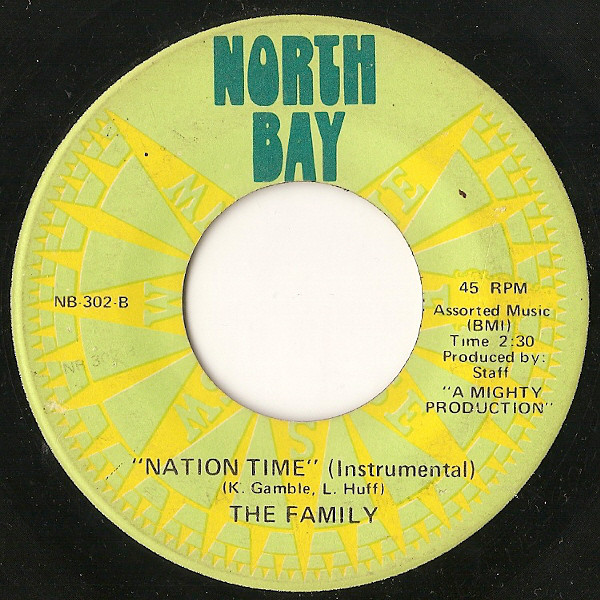 NORTH
BAY
NB-302-B
45 RPM
Assorted Music
(BMI)
Time 2:30
Produced by:
Staff
"A MIGHTY
PRODUCTION"
"NATION TIME" (Instrumental)
(K. Gamble, L. Huff)
THE FAMILY